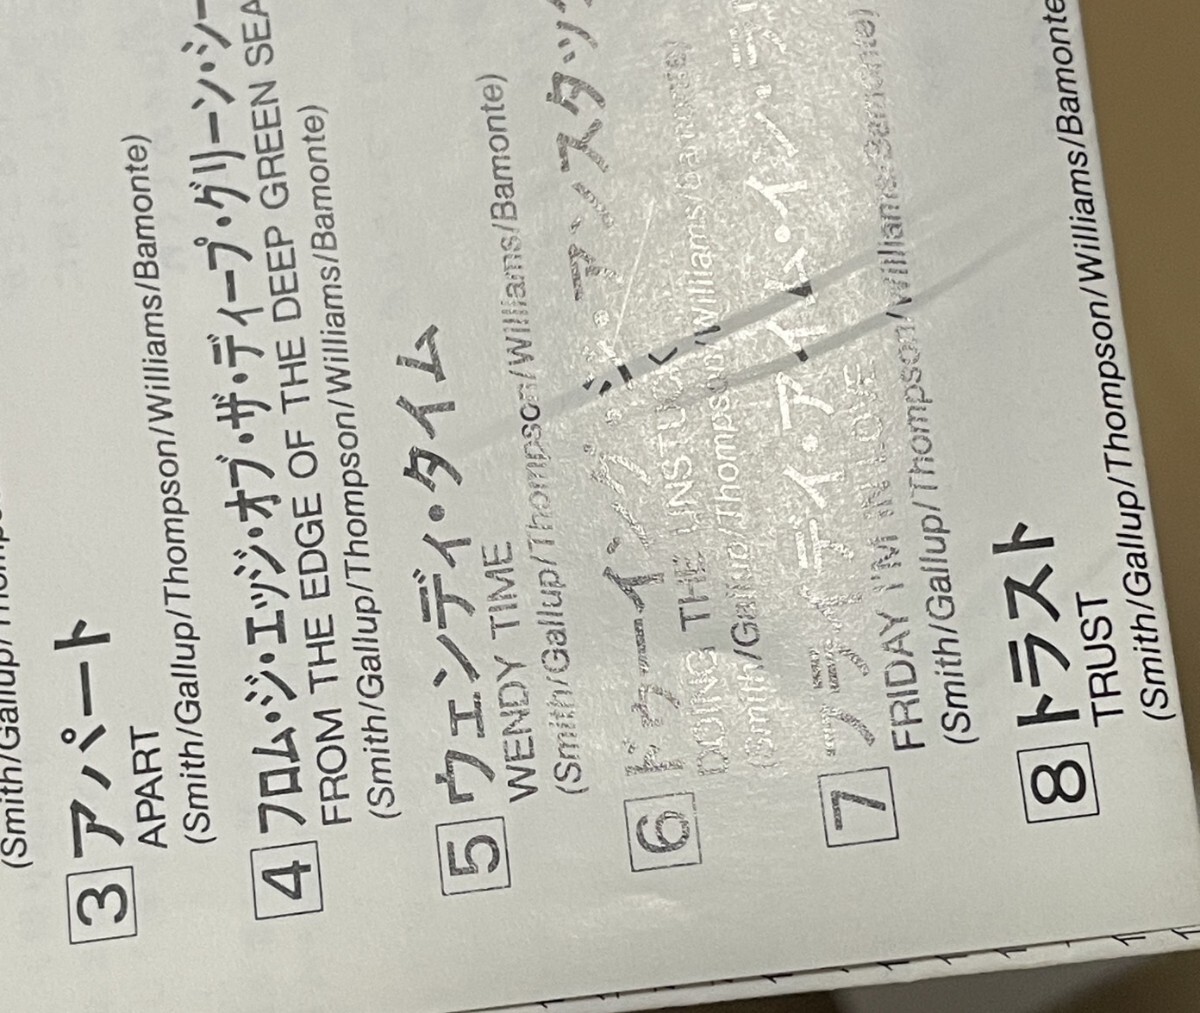 (Smith/Gallup/Thompson
3 アパート
APART
(Smith/Gallup/Thompson/Williams/Bamonte)
4 フロム・ジ・エッジ・オブ・ザ・ディープ・グリーン・シー
FROM THE EDGE OF THE DEEP GREEN SEA
(Smith/Gallup/Thompson/Williams/Bamonte)
5 ウェンディ・タイム
WENDY TIME
(Smith/Gallup/Thompson/Williams/Bamonte)
6 ドゥーイング・ジ・アンスタック
DOING THE UNSTUCK
(Smith/Gallup/Thompson/Williams/Bamonte)
7 フライデイ・アイム・イン・ラ
FRIDAY I'M IN LOVE
(Smith/Gallup/Thompson/Williams/Bamonte)
8 トラスト
TRUST
(Smith/Gallup/Thompson/Williams/Bamonte